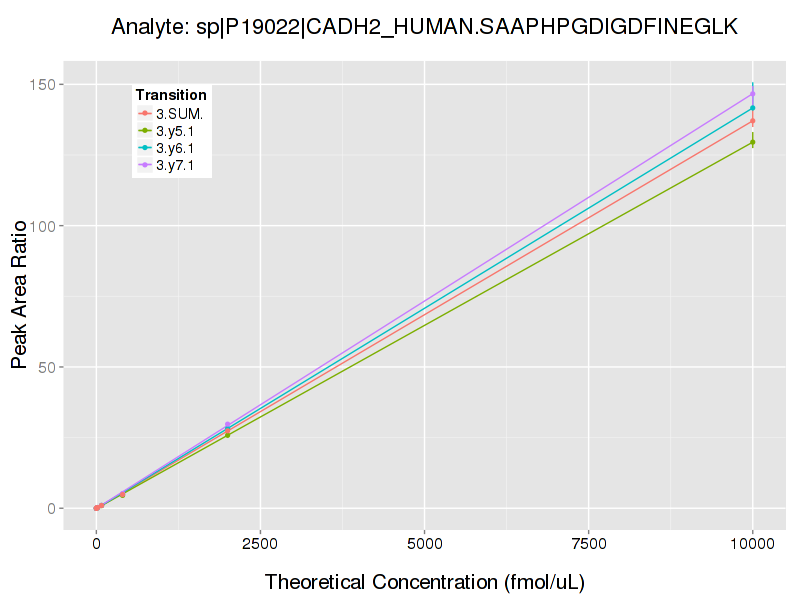 Analyte: sp|P19022|CADH2_HUMAN.SAAPHPGDIGDFINEGLK
150
100
50
0
Peak Area Ratio
Transition
3.SUM.
3.y5.1
3.y6.1
3.y7.1
0 2500 5000 7500 10000
Theoretical Concentration (fmol/uL)